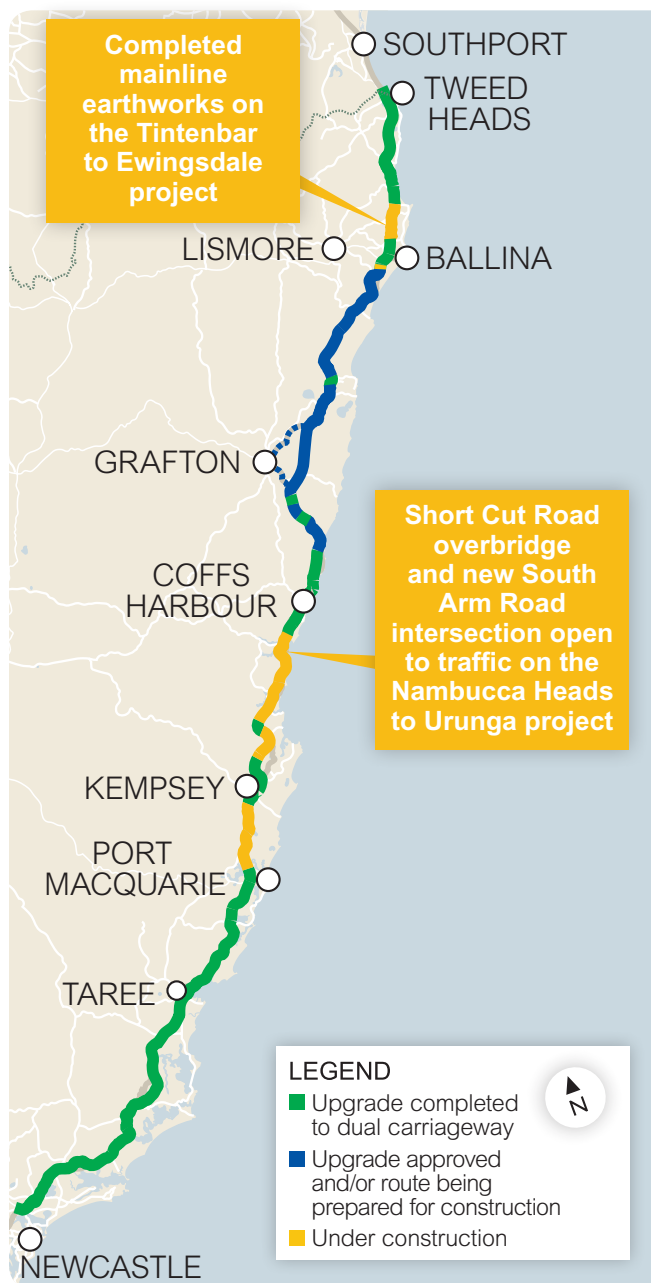 Completed
mainline
earthworks on
the Tintenbar
to Ewingsdale
project
SOUTHPORT
TWEED
HEADS
LISMORE
BALLINA
GRAFTON
Short Cut Road
overbridge
and new South
Arm Road
intersection open
to traffic on the
Nambucca Heads
to Urunga project
COFFS
HARBOUR
KEMPSEY
PORT
MACQUARIE
TAREE
LEGEND
N
Upgrade completed
to dual carriageway
Upgrade approved
and/or route being
prepared for construction
Under construction
NEWCASTLE